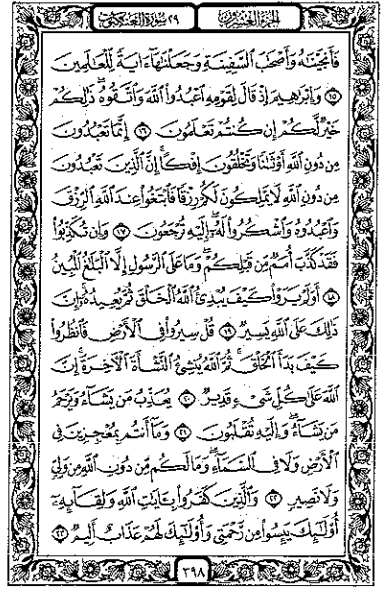 الجزء العشرون ٢٩ سورة العنكبوت
فَأَنجَيْنَٰهُ وَأَصْحَٰبَ ٱلسَّفِينَةِ وَجَعَلْنَٰهَآ ءَايَةً لِّلْعَٰلَمِينَ
١٥ وَإِبْرَٰهِيمَ إِذْ قَالَ لِقَوْمِهِ ٱعْبُدُوا۟ ٱللَّهَ وَٱتَّقُوهُ ۖ ذَٰلِكُمْ
خَيْرٌ لَّكُمْ إِن كُنتُمْ تَعْلَمُونَ ١٦ إِنَّمَا تَعْبُدُونَ
مِن دُونِ ٱللَّهِ أَوْثَٰنًا وَتَخْلُقُونَ إِفْكًا ۚ إِنَّ ٱلَّذِينَ تَعْبُدُونَ
مِن دُونِ ٱللَّهِ لَا يَمْلِكُونَ لَكُمْ رِزْقًا فَٱبْتَغُوا۟ عِندَ ٱللَّهِ ٱلرِّزْقَ
وَٱعْبُدُوهُ وَٱشْكُرُوا۟ لَهُۥٓ ۖ إِلَيْهِ تُرْجَعُونَ ١٧ وَإِن تُكَذِّبُوا۟
فَقَدْ كَذَّبَ أُمَمٌ مِّن قَبْلِكُمْ ۖ وَمَا عَلَى ٱلرَّسُولِ إِلَّا ٱلْبَلَٰغُ ٱلْمُبِينُ
١٨ أَوَلَمْ يَرَوْا۟ كَيْفَ يُبْدِئُ ٱللَّهُ ٱلْخَلْقَ ثُمَّ يُعِيدُهُۥٓ ۚ إِنَّ
ذَٰلِكَ عَلَى ٱللَّهِ يَسِيرٌ ١٩ قُلْ سِيرُوا۟ فِى ٱلْأَرْضِ فَٱنظُرُوا۟
كَيْفَ بَدَأَ ٱلْخَلْقَ ۚ ثُمَّ ٱللَّهُ يُنشِئُ ٱلنَّشْأَةَ ٱلْءَاخِرَةَ ۚ إِنَّ
ٱللَّهَ عَلَىٰ كُلِّ شَىْءٍ قَدِيرٌ ٢٠ يُعَذِّبُ مَن يَشَآءُ وَيَرْحَمُ
مَن يَشَآءُ ۖ وَإِلَيْهِ تُقْلَبُونَ ٢١ وَمَآ أَنتُم بِمُعْجِزِينَ فِى
ٱلْأَرْضِ وَلَا فِى ٱلسَّمَآءِ ۖ وَمَا لَكُم مِّن دُونِ ٱللَّهِ مِن وَلِىٍّ
وَلَا نَصِيرٍ ٢٢ وَٱلَّذِينَ كَفَرُوا۟ بِـَٔايَٰتِ ٱللَّهِ وَلِقَآئِهِۦٓ
أُو۟لَٰٓئِكَ يَئِسُوا۟ مِن رَّحْمَتِى وَأُو۟لَٰٓئِكَ لَهُمْ عَذَابٌ أَلِيمٌ ٢٣
٣٩٨